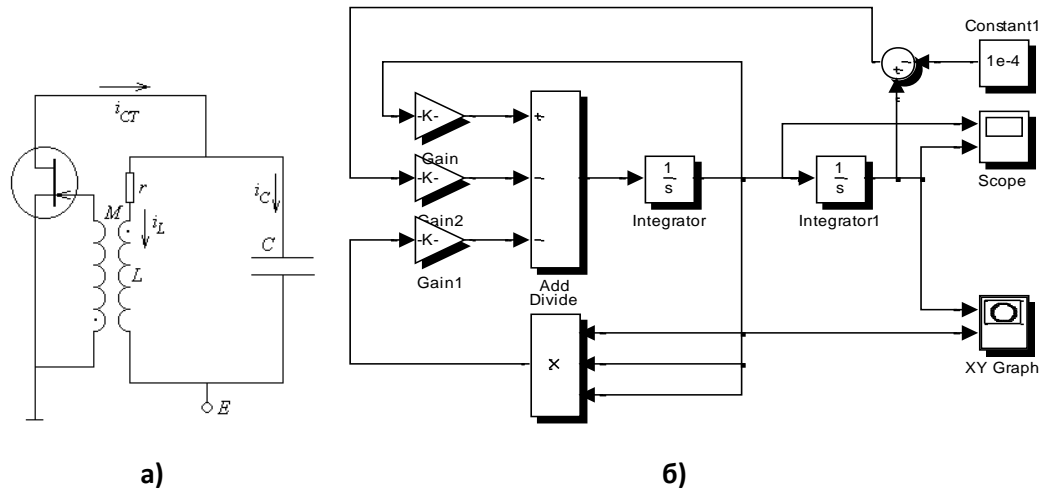 i_CT
M
r
i_L
L
i_C
C
E
а)
Constant1
1e-4
+
−
-K-
Gain
-K-
Gain2
-K-
Gain1
+
−
−
Add
Divide
×
1
s
Integrator
1
s
Integrator1
Scope
XY Graph
б)